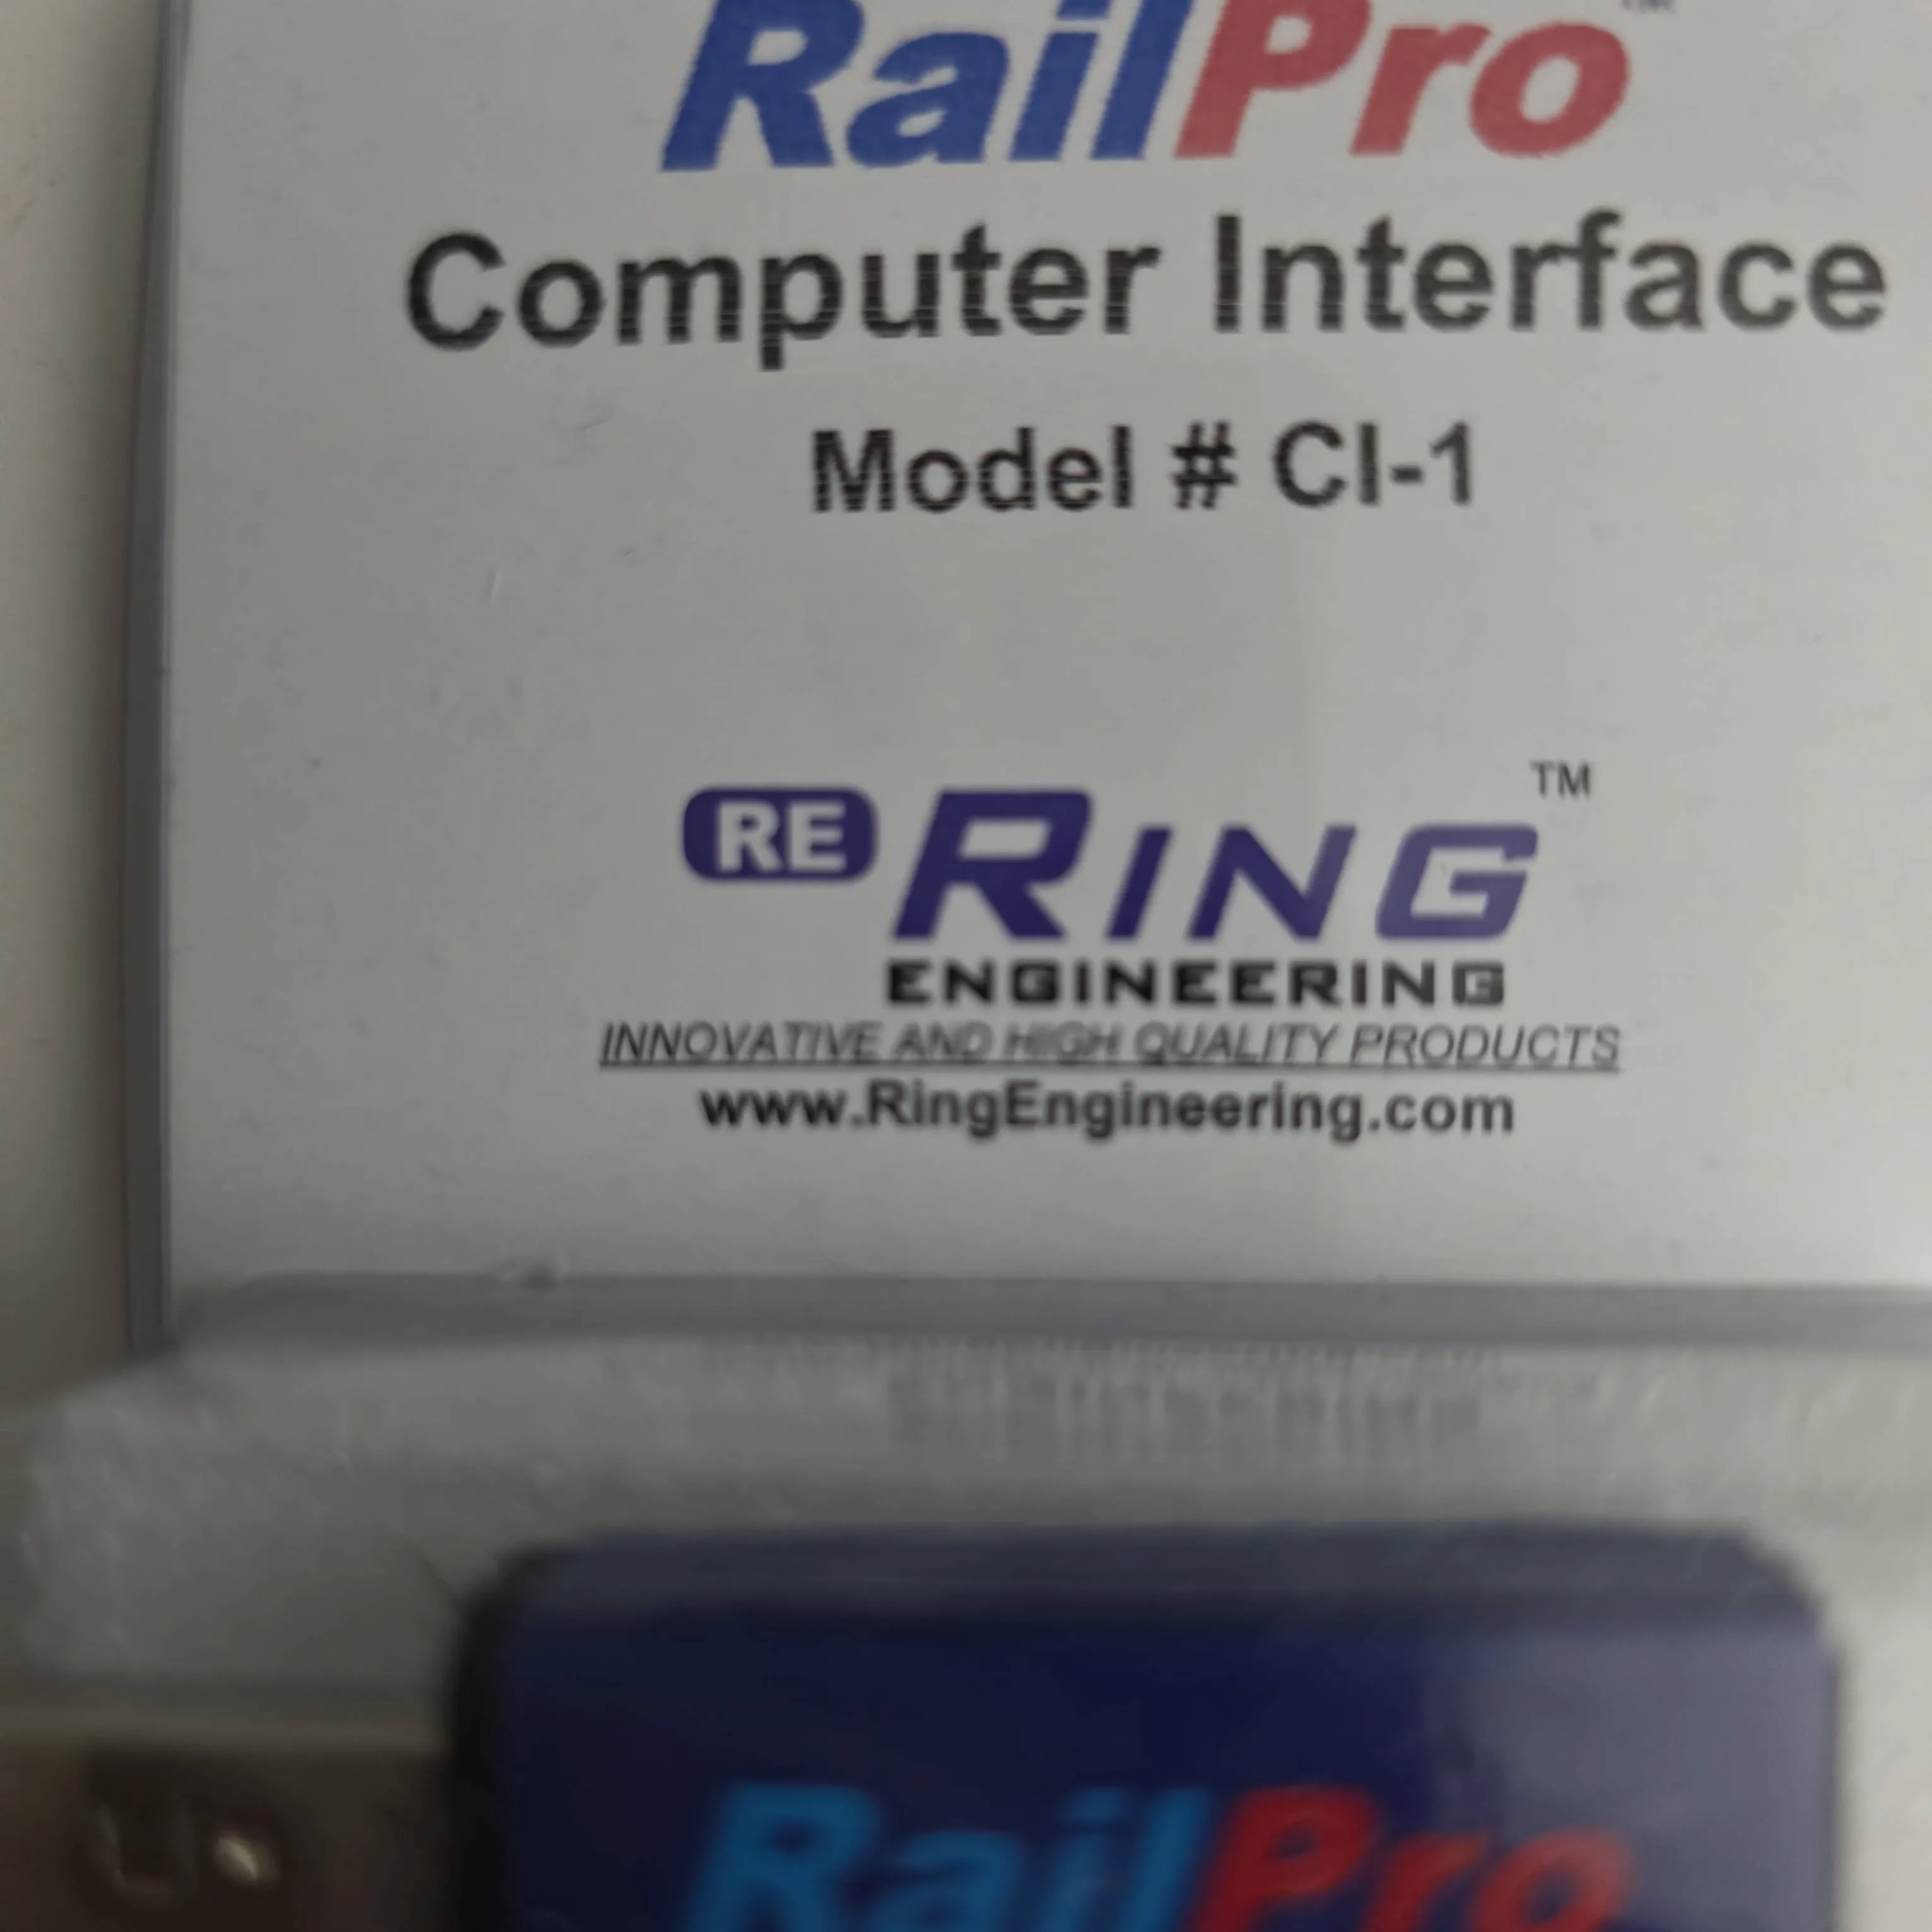 RailPro™
Computer Interface
Model # CI-1
RE RING™
ENGINEERING
INNOVATIVE AND HIGH QUALITY PRODUCTS
www.RingEngineering.com
RailPro